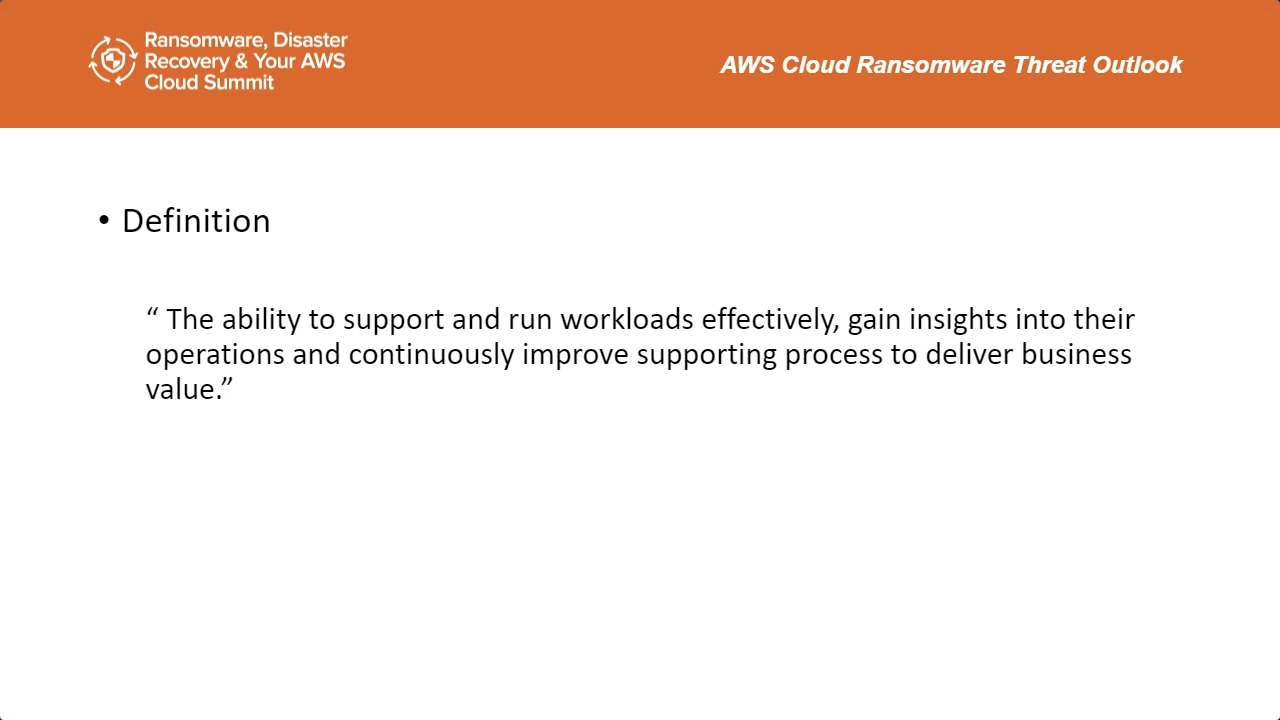 Ransomware, Disaster
Recovery & Your AWS
Cloud Summit
AWS Cloud Ransomware Threat Outlook
• Definition
“ The ability to support and run workloads effectively, gain insights into their
operations and continuously improve supporting process to deliver business
value.”